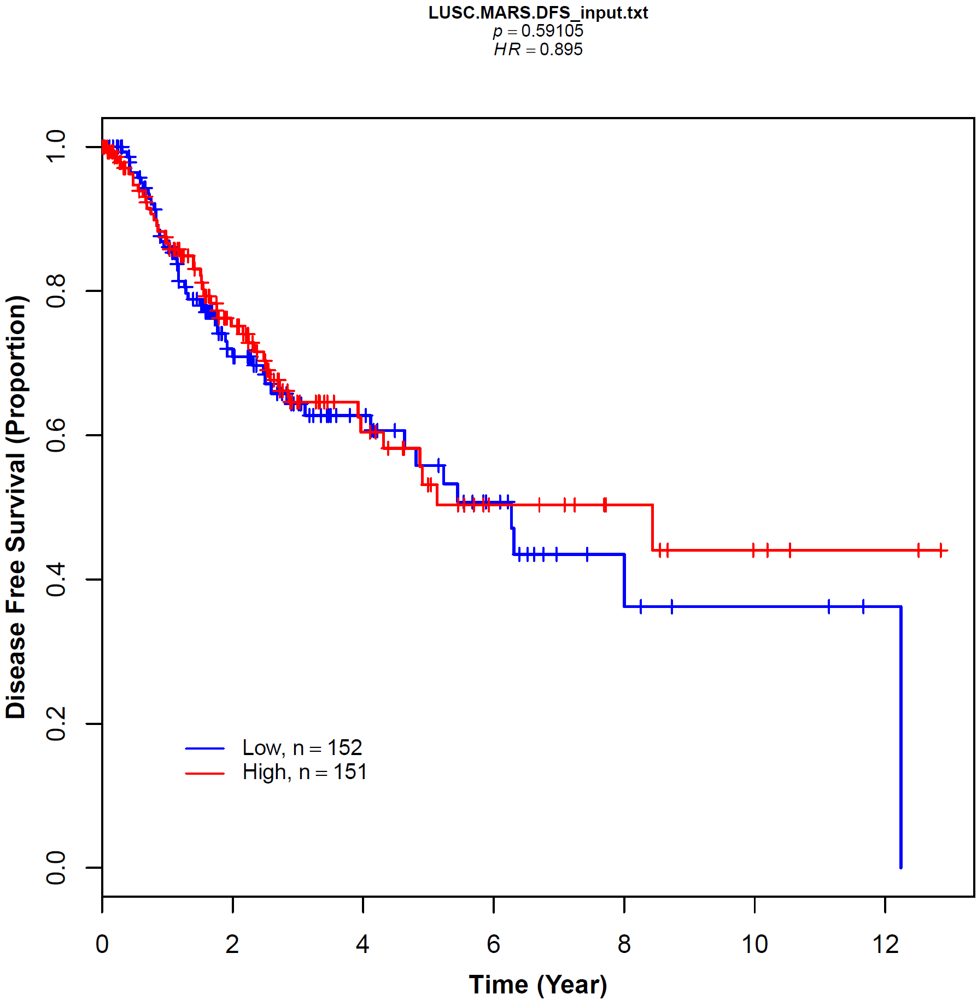 LUSC.MARS.DFS_input.txt
p = 0.59105
HR = 0.895
Disease Free Survival (Proportion)
1.0
0.8
0.6
0.4
0.2
0.0
Low, n = 152
High, n = 151
0 2 4 6 8 10 12
Time (Year)